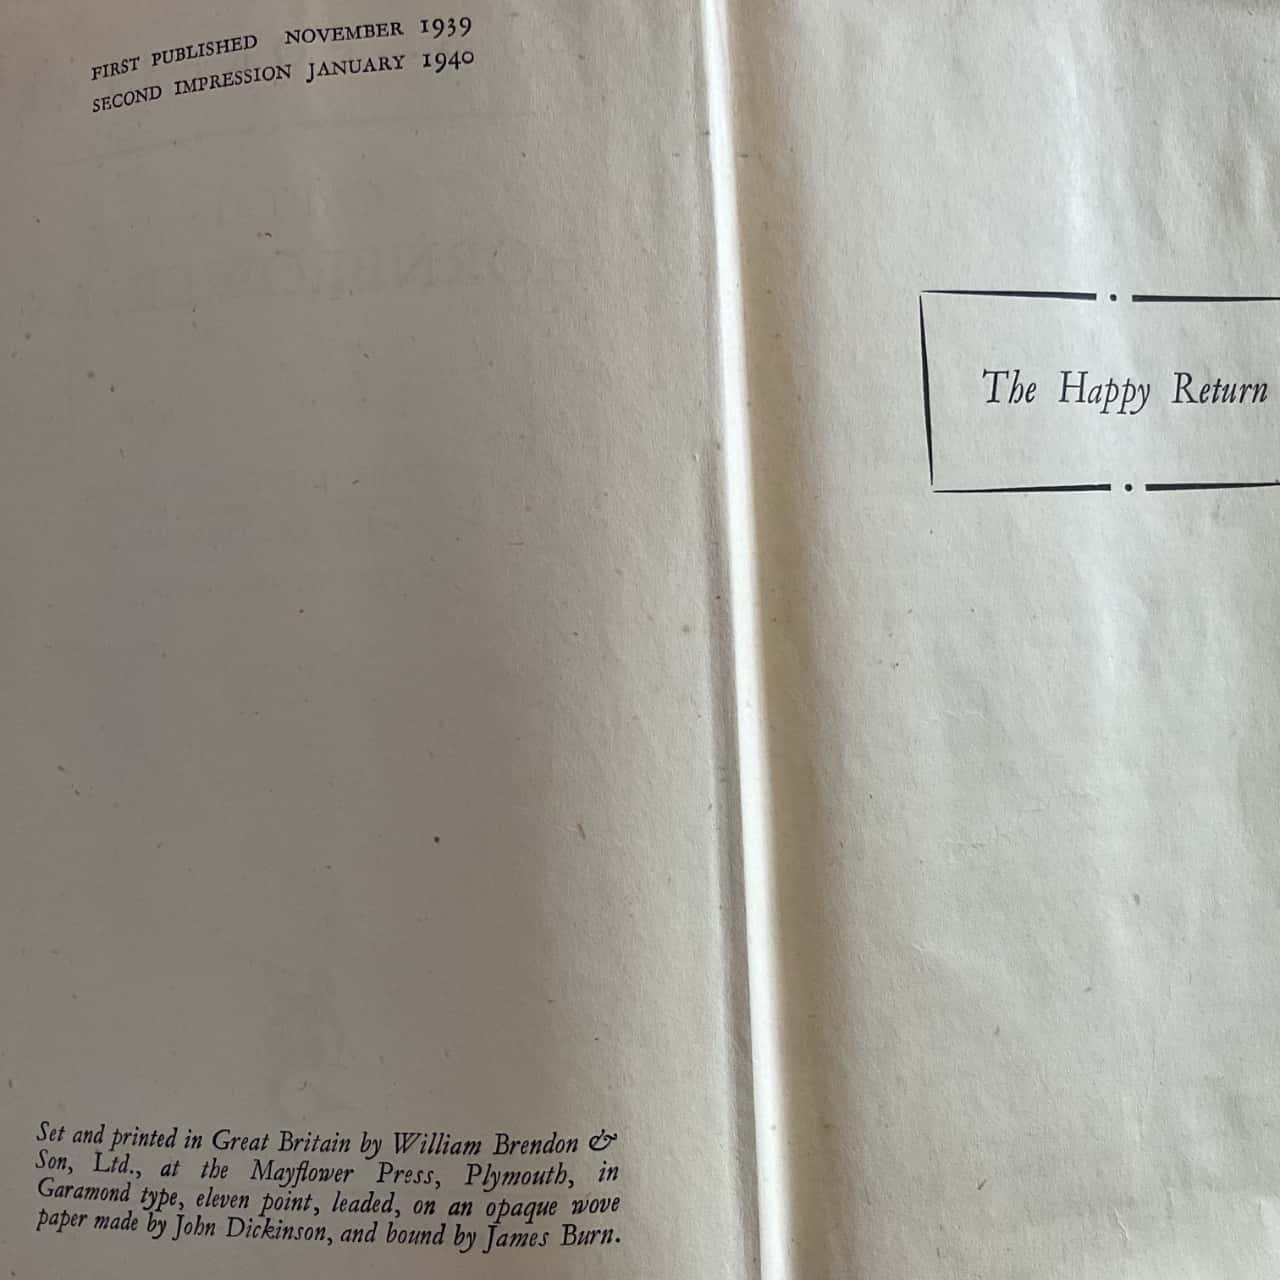 FIRST PUBLISHED NOVEMBER 1939
SECOND IMPRESSION JANUARY 1940
The Happy Return
Set and printed in Great Britain by William Brendon &
Son, Ltd., at the Mayflower Press, Plymouth, in
Garamond type, eleven point, leaded, on an opaque wove
paper made by John Dickinson, and bound by James Burn.